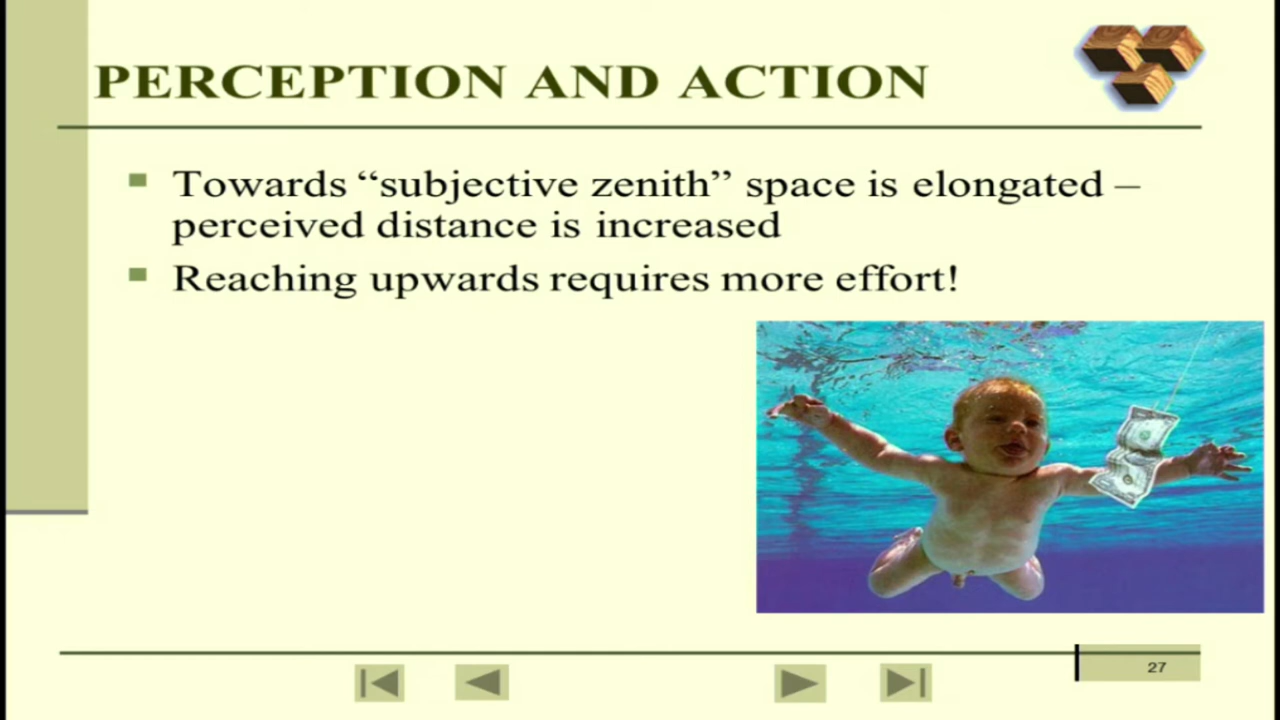 PERCEPTION AND ACTION
Towards “subjective zenith” space is elongated –
perceived distance is increased
Reaching upwards requires more effort!
27